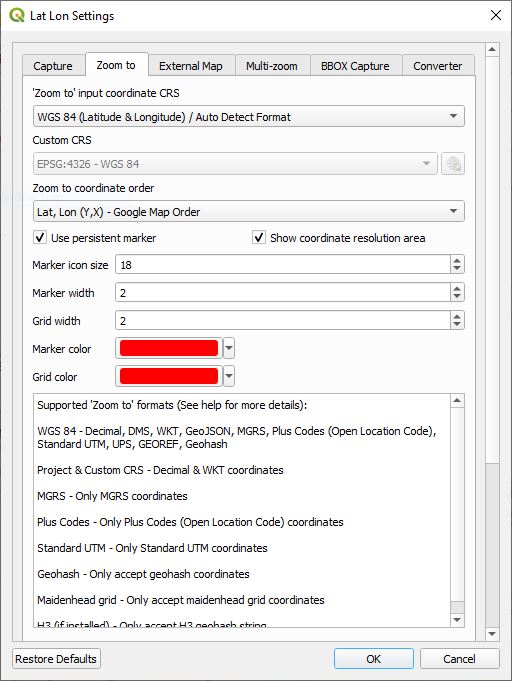 Lat Lon Settings
Capture
Zoom to
External Map
Multi-zoom
BBOX Capture
Converter
'Zoom to' input coordinate CRS
WGS 84 (Latitude & Longitude) / Auto Detect Format
Custom CRS
EPSG:4326 - WGS 84
Zoom to coordinate order
Lat, Lon (Y,X) - Google Map Order
Use persistent marker
Show coordinate resolution area
Marker icon size
18
Marker width
2
Grid width
2
Marker color
Grid color
Supported 'Zoom to' formats (See help for more details):
WGS 84 - Decimal, DMS, WKT, GeoJSON, MGRS, Plus Codes (Open Location Code),
Standard UTM, UPS, GEOREF, Geohash
Project & Custom CRS - Decimal & WKT coordinates
MGRS - Only MGRS coordinates
Plus Codes - Only Plus Codes (Open Location Code) coordinates
Standard UTM - Only Standard UTM coordinates
Geohash - Only accept geohash coordinates
Maidenhead grid - Only accept maidenhead grid coordinates
H3 (if installed) - Only accept H3 geohash string
Restore Defaults
OK
Cancel